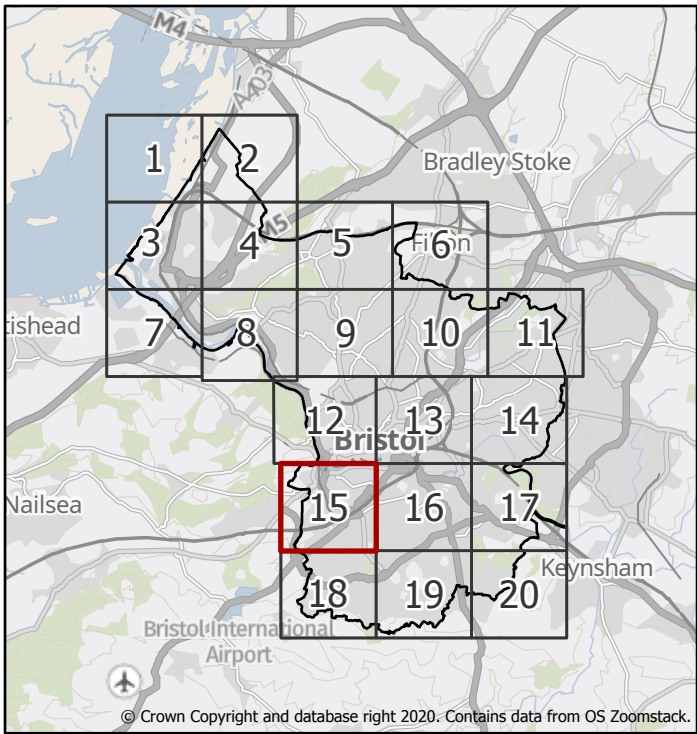 M4
A403
1
2
Bradley Stoke
M5
3
4
5
6
Filton
tishead
7
8
9
10
11
12
13
14
Bristol
Nailsea
15
16
17
Keynsham
18
19
20
Bristol International
Airport
© Crown Copyright and database right 2020. Contains data from OS Zoomstack.